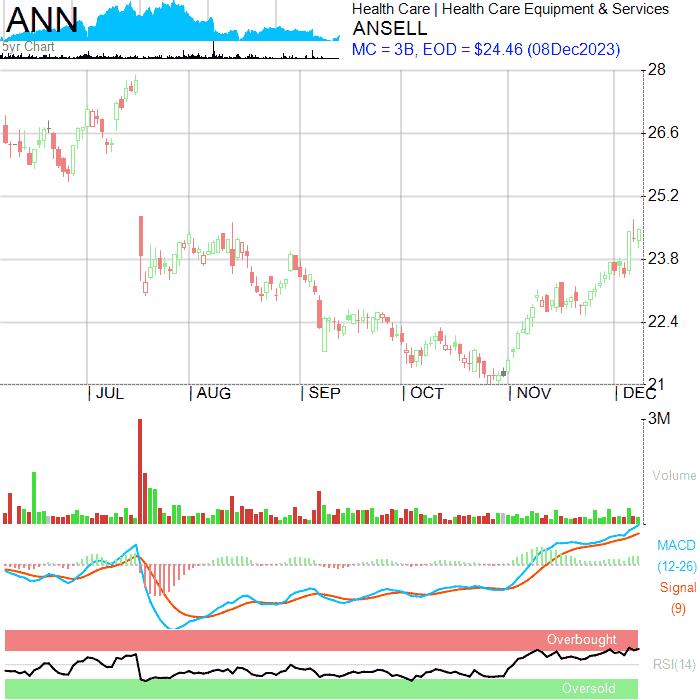 ANN
5yr Chart
Health Care | Health Care Equipment & Services
ANSELL
MC = 3B, EOD = $24.46 (08Dec2023)
28
26.6
25.2
23.8
22.4
21
| JUL | AUG | SEP | OCT | NOV | DEC
3M
Volume
MACD
(12-26)
Signal
(9)
Overbought
RSI(14)
Oversold